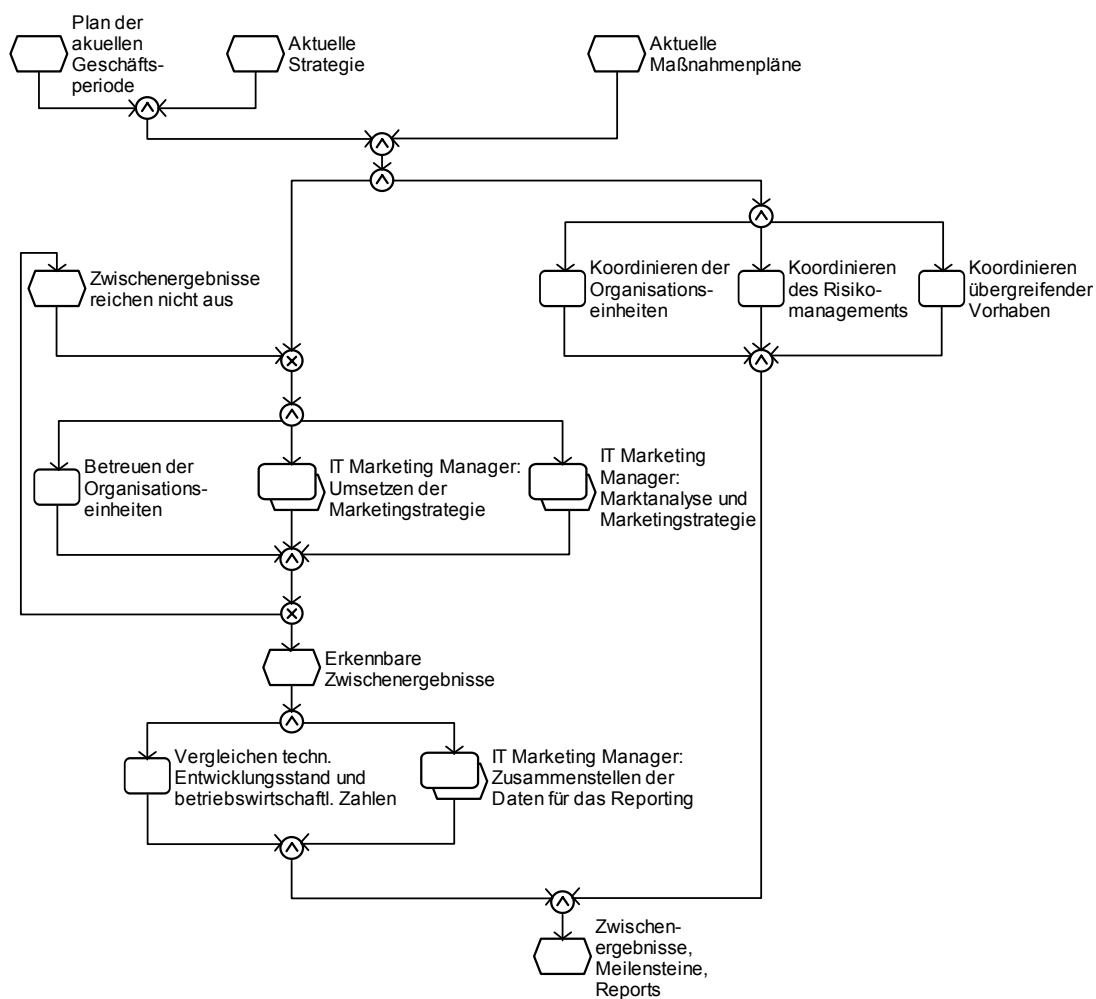 Plan der
akuellen
Geschäfts-
periode
Aktuelle
Strategie
Aktuelle
Maßnahmenpläne
Zwischenergebnisse
reichen nicht aus
Koordinieren der
Organisations-
einheiten
Koordinieren
des Risiko-
managements
Koordinieren
übergreifender
Vorhaben
Betreuen der
Organisations-
einheiten
IT Marketing Manager:
Umsetzen der
Marketingstrategie
IT Marketing
Manager:
Marktanalyse und
Marketingstrategie
Erkennbare
Zwischenergebnisse
Vergleichen techn.
Entwicklungsstand und
betriebswirtschaftl. Zahlen
IT Marketing Manager:
Zusammenstellen der
Daten für das Reporting
Zwischen-
ergebnisse,
Meilensteine,
Reports